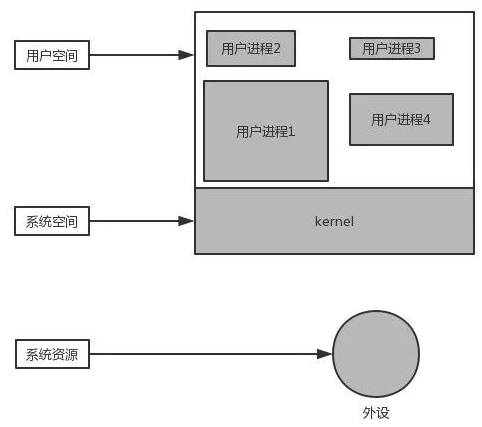 用户空间
用户进程2
用户进程3
用户进程1
用户进程4
系统空间
kernel
系统资源
外设